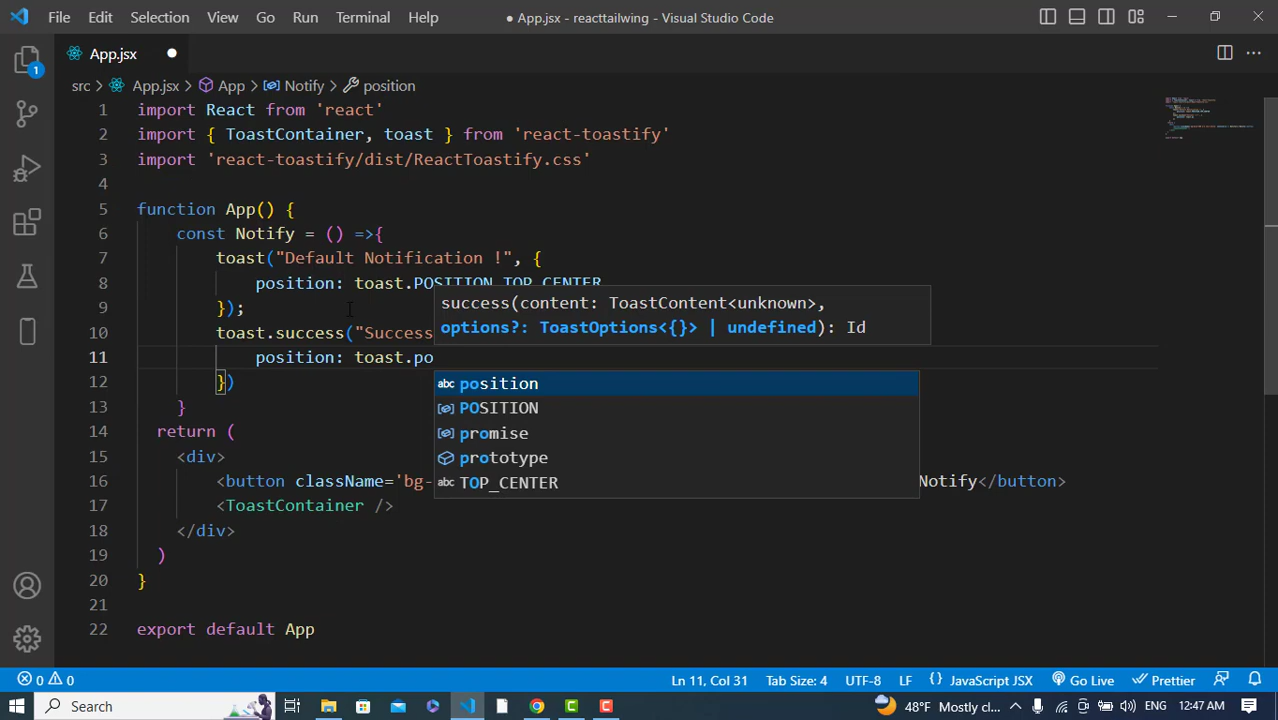 File Edit Selection View Go Run Terminal Help ● App.jsx - reacttailwing - Visual Studio Code
App.jsx
1
src > App.jsx > App > Notify > position
1 import React from 'react'
2 import { ToastContainer, toast } from 'react-toastify'
3 import 'react-toastify/dist/ReactToastify.css'
4
5 function App() {
6 const Notify = () =>{
7 toast("Default Notification !", {
8 position: toast.POSITION.TOP_CENTER
9 });
success(content: ToastContent<unknown>,
options?: ToastOptions<{}> | undefined): Id
10 toast.success("Success
11 position: toast.po
12 })
abc position
POSITION
promise
prototype
abc TOP_CENTER
13 }
14 return (
15 <div>
16 <button className='bg- Notify</button>
17 <ToastContainer />
18 </div>
19 )
20 }
21
22 export default App
0 0 Ln 11, Col 31 Tab Size: 4 UTF-8 LF { } JavaScript JSX Go Live Prettier
Search 48°F Mostly cl... ENG 12:47 AM